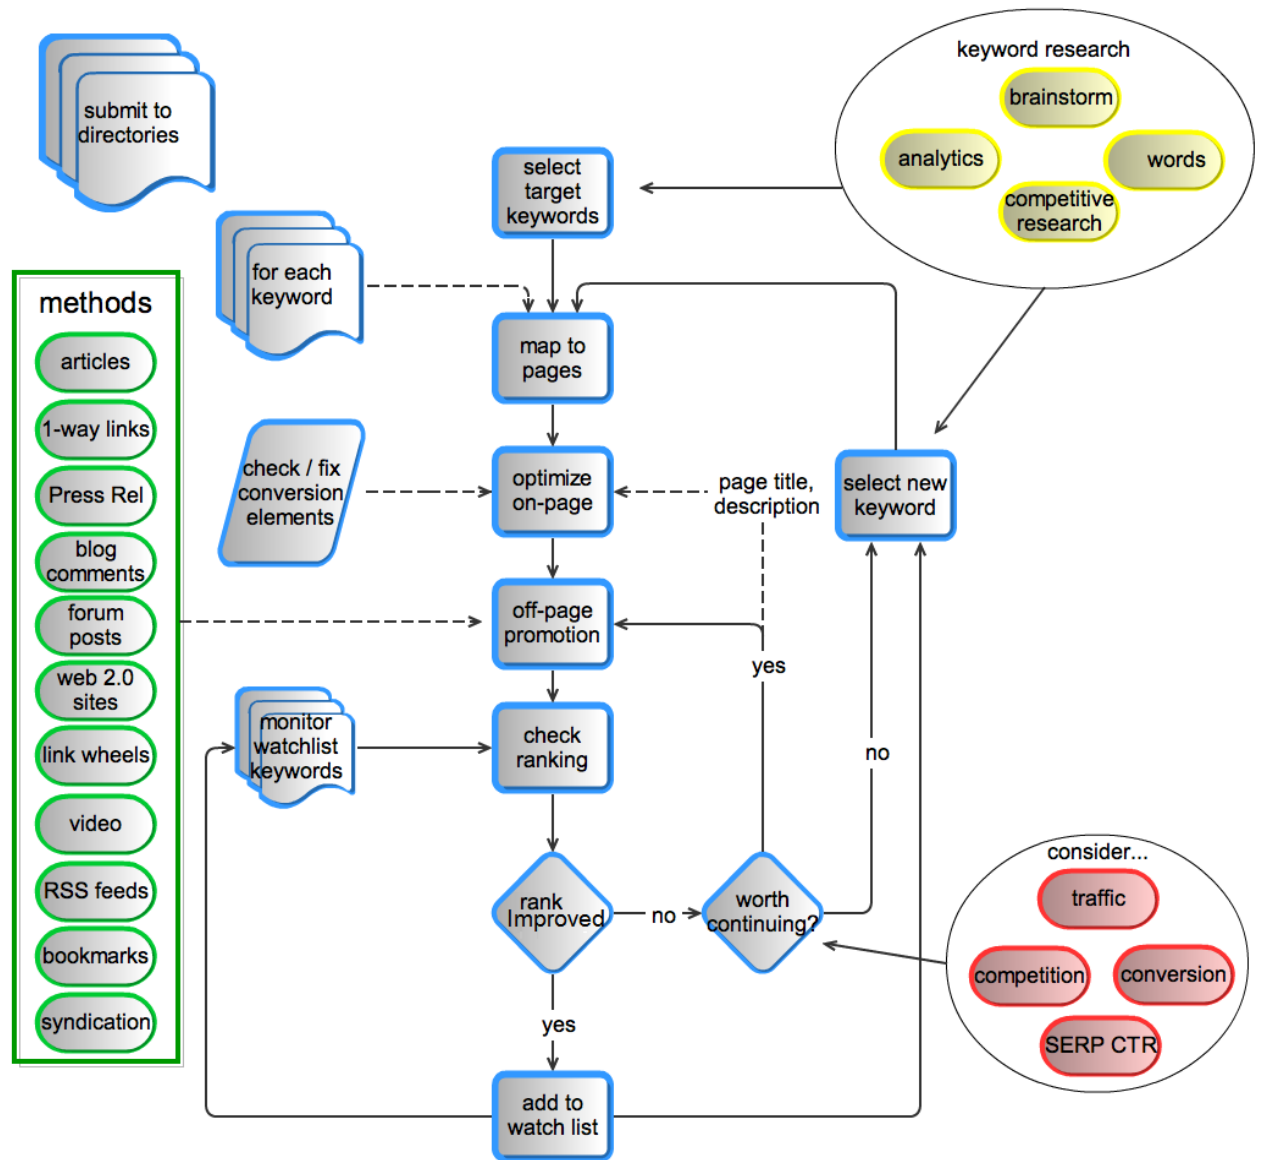 submit to
directories
keyword research
brainstorm
analytics
words
competitive
research
select
target
keywords
for each
keyword
methods
articles
1-way links
Press Rel
blog
comments
forum
posts
web 2.0
sites
link wheels
video
RSS feeds
bookmarks
syndication
map to
pages
check / fix
conversion
elements
optimize
on-page
page title,
description
select new
keyword
off-page
promotion
yes
monitor
watchlist
keywords
check
ranking
no
rank
Improved
no
worth
continuing?
consider...
traffic
competition
conversion
SERP CTR
yes
add to
watch list